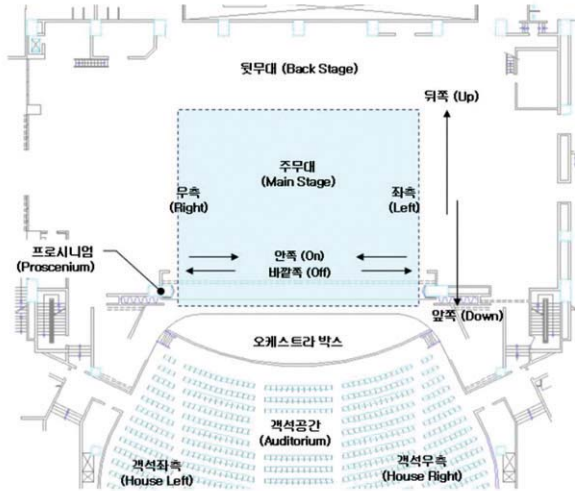 뒷무대 (Back Stage)
뒤쪽 (Up)
주무대
(Main Stage)
우측
(Right)
좌측
(Left)
프로시니엄
(Proscenium)
안쪽 (On)
바깥쪽 (Off)
앞쪽 (Down)
오케스트라 박스
객석공간
(Auditorium)
객석좌측
(House Left)
객석우측
(House Right)